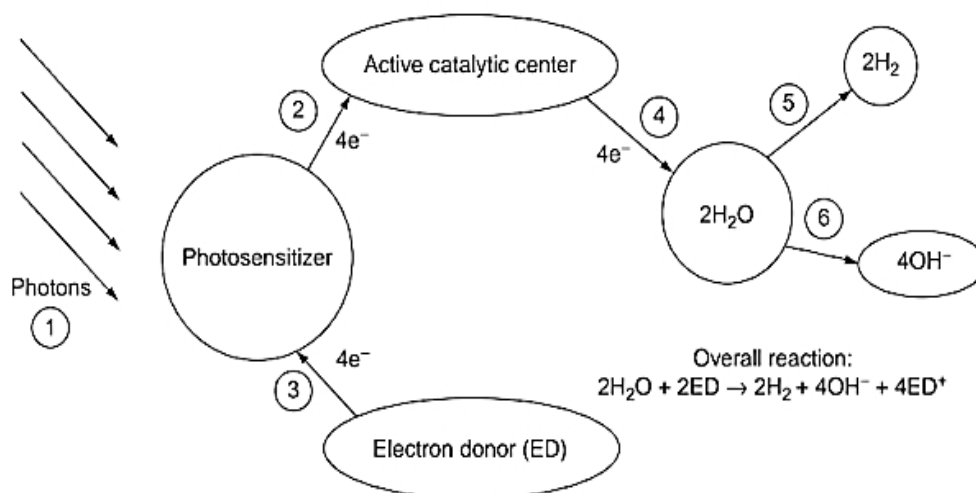 Active catalytic center
2H₂
5
2
4
4e⁻
4e⁻
2H₂O
6
Photosensitizer
4OH⁻
Photons
1
4e⁻
3
Overall reaction:
2H₂O + 2ED → 2H₂ + 4OH⁻ + 4ED⁺
Electron donor (ED)